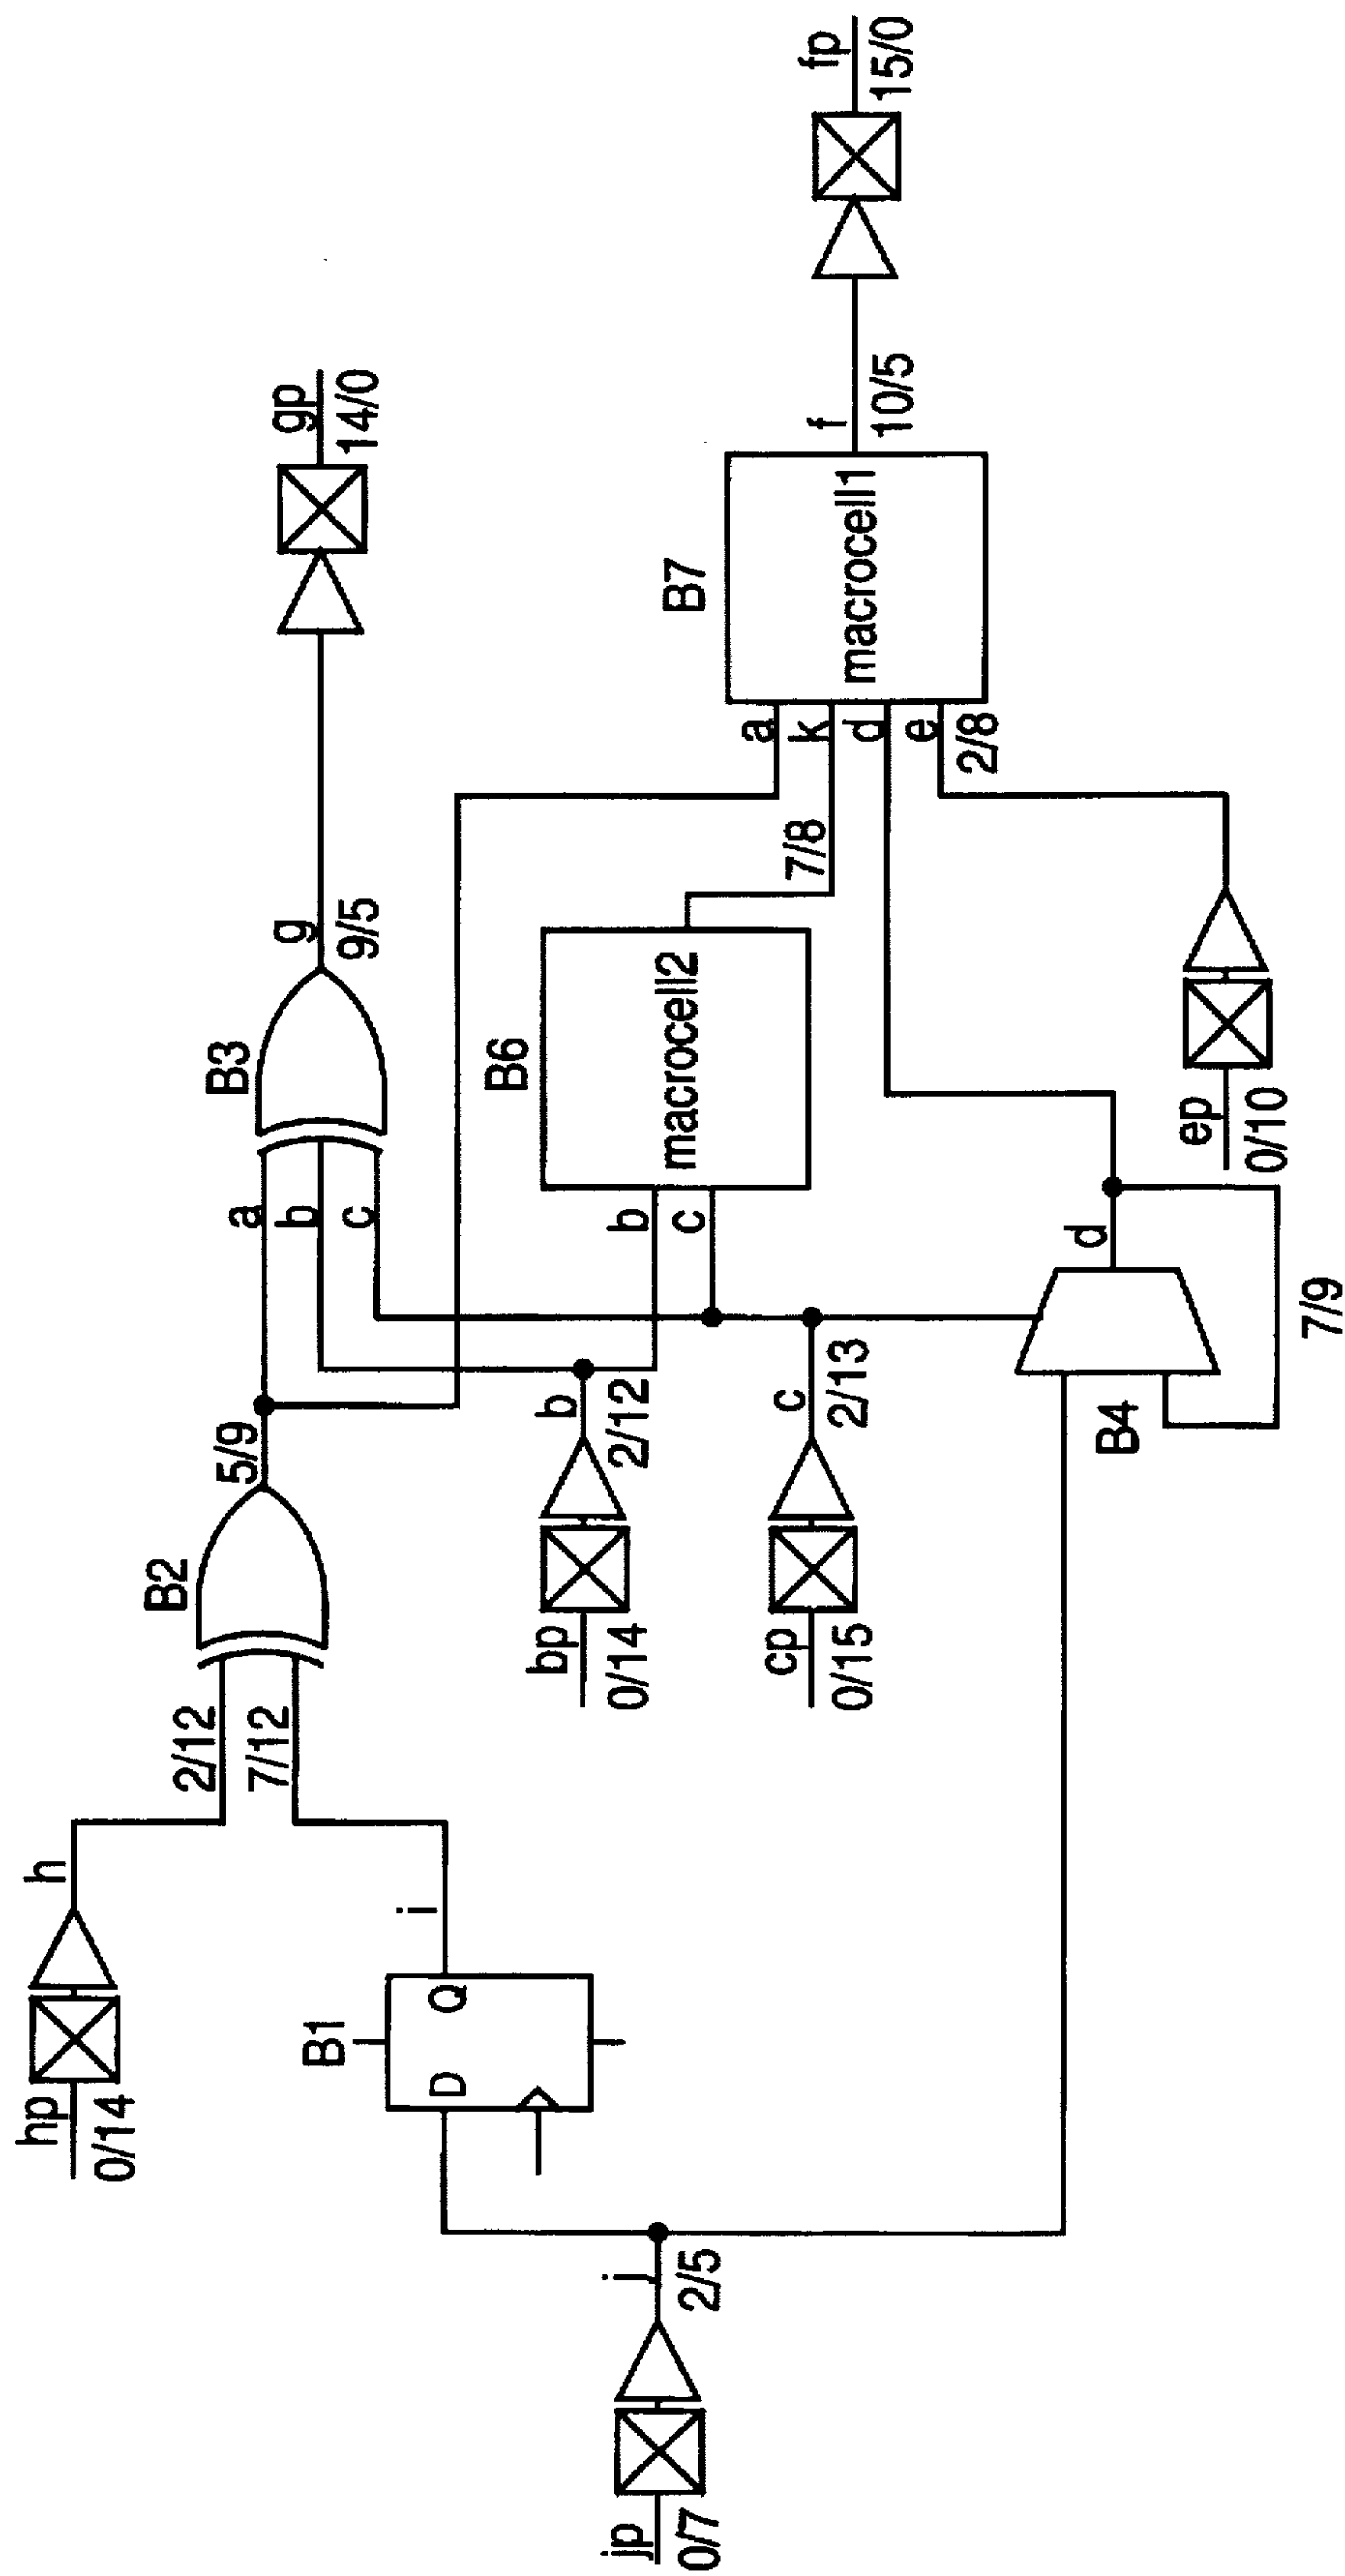 hp
0/14
h
2/12
7/12
B2
5/9
B1
D
Q
i
jp
0/7
j
2/5
a
b
c
B3
g
9/5
gp
14/0
bp
0/14
b
2/12
cp
0/15
c
2/13
b
c
B6
macrocell2
7/8
B4
d
7/9
ep
0/10
a
k
d
e
2/8
B7
macrocell1
f
10/5
fp
15/0